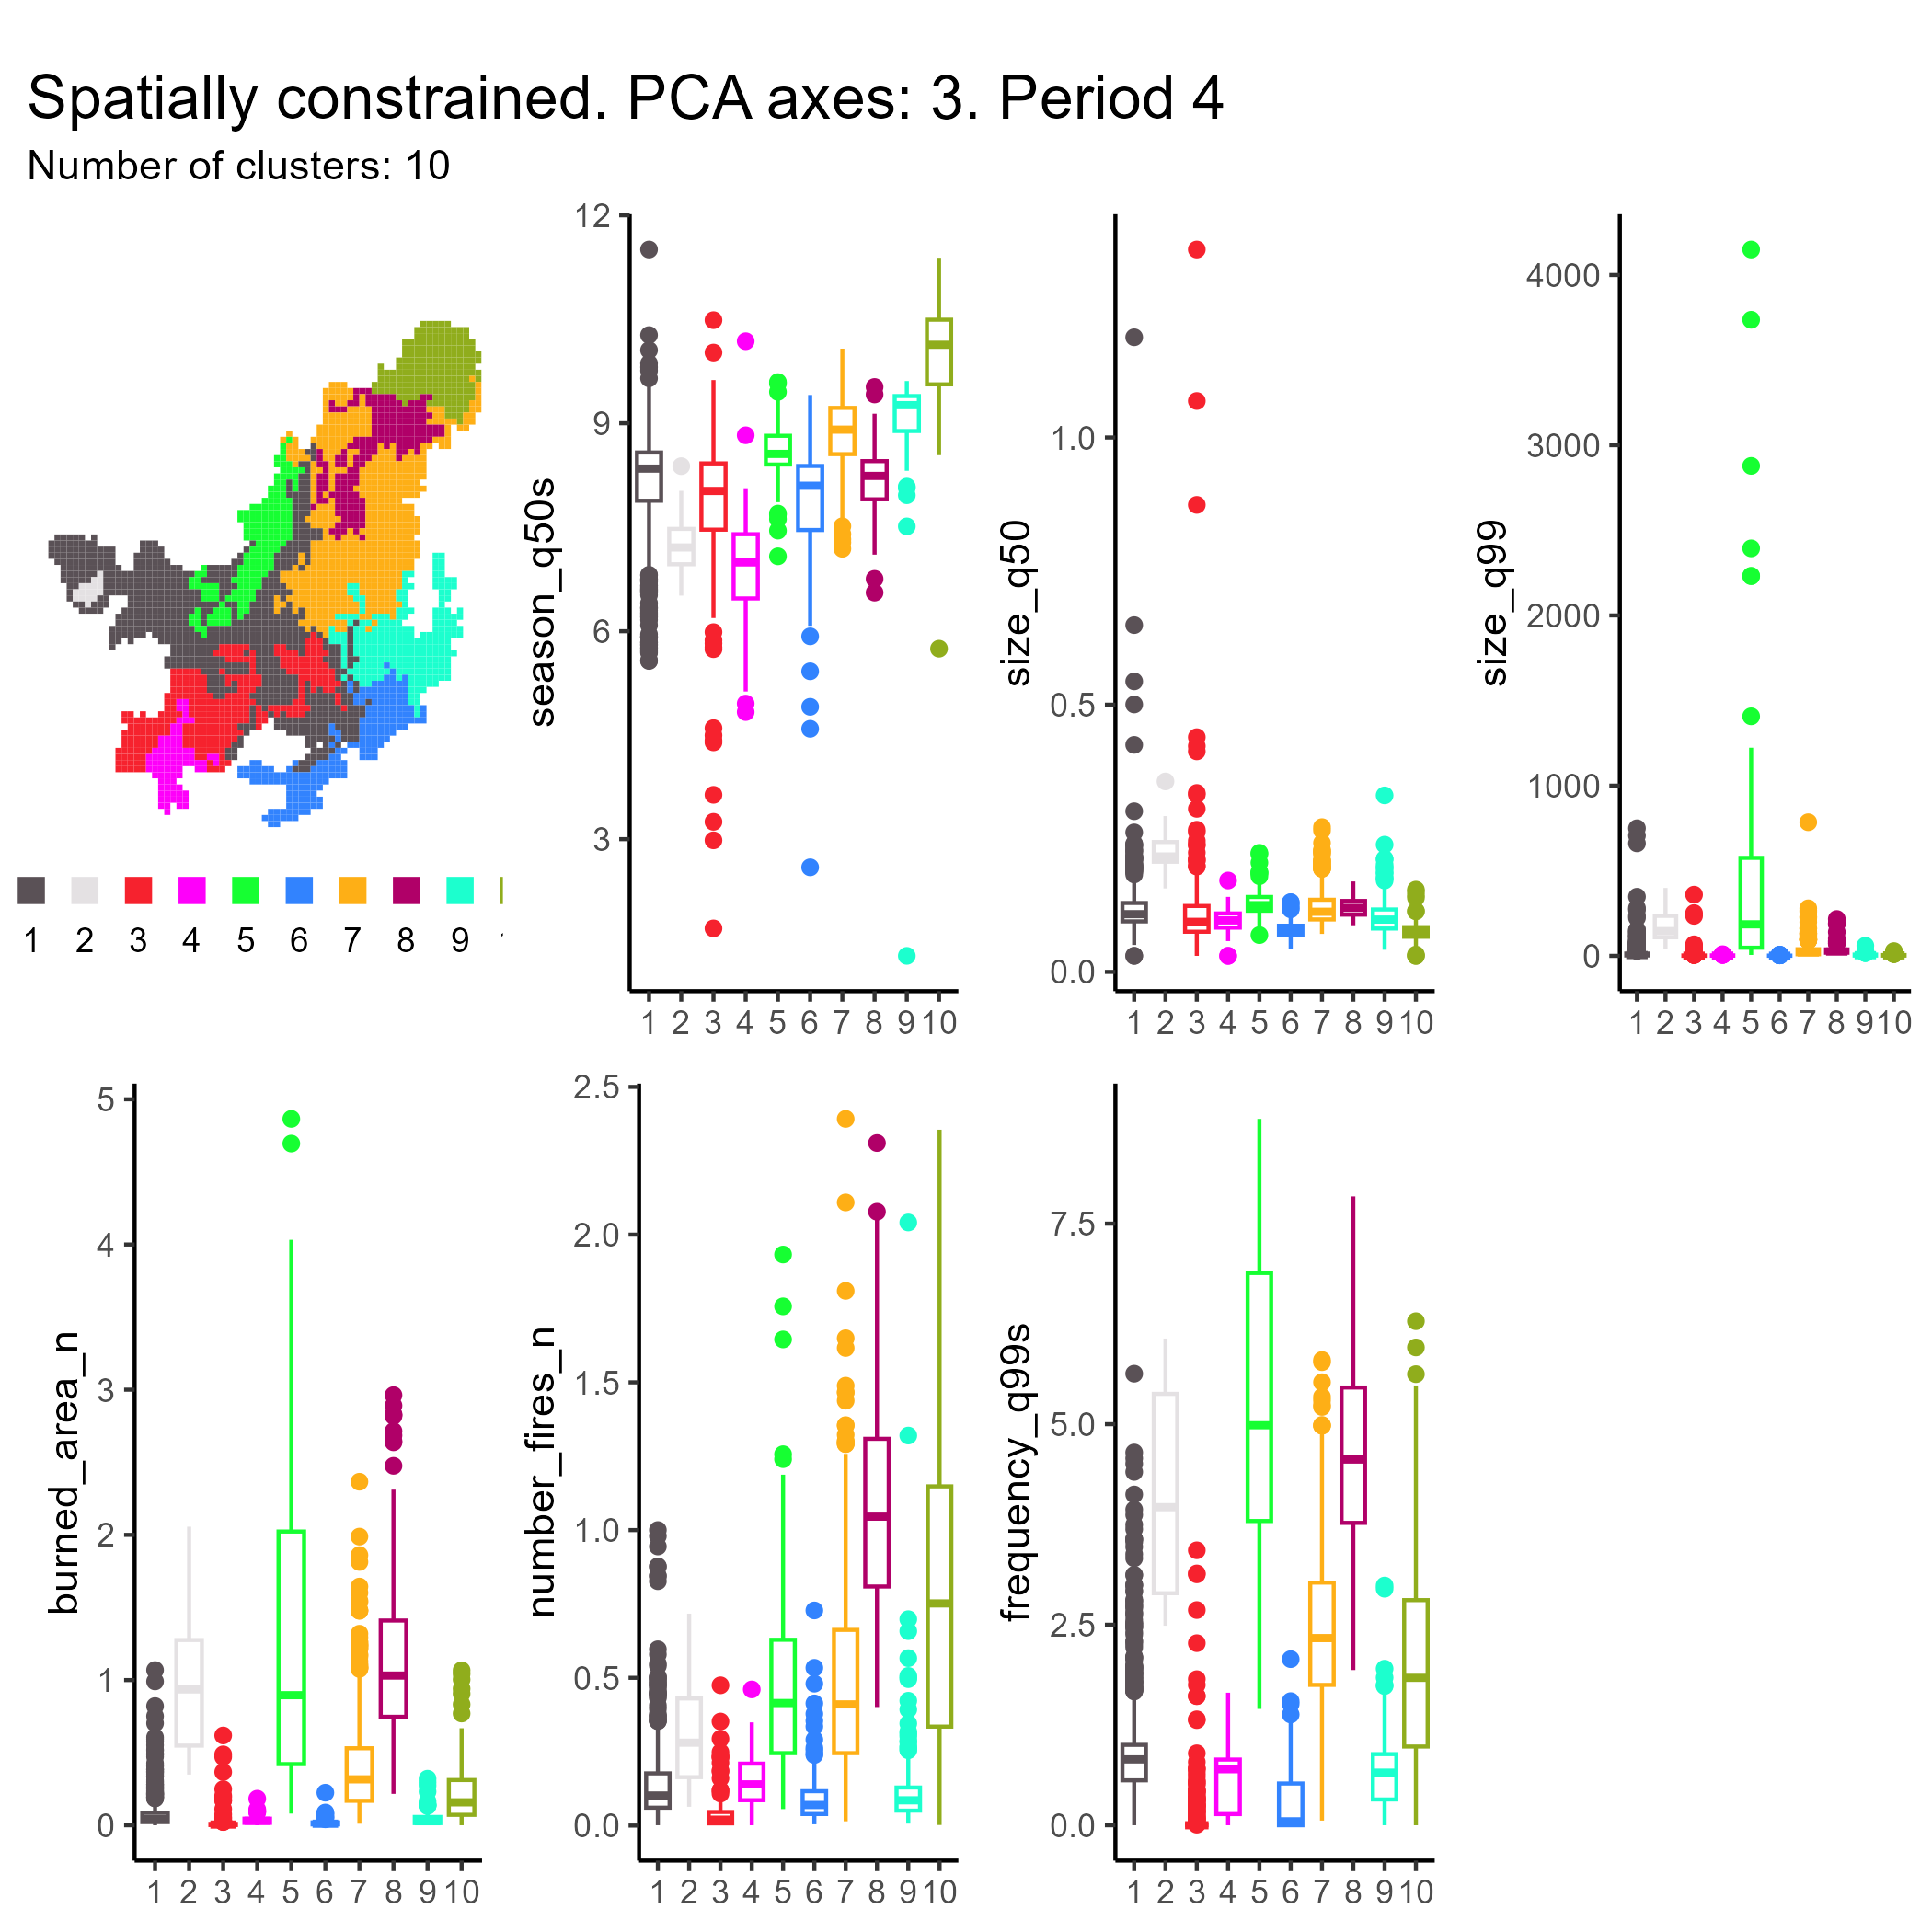 Spatially constrained. PCA axes: 3. Period 4
Number of clusters: 10
1 2 3 4 5 6 7 8 9
season_q50s
12
9
6
3
1 2 3 4 5 6 7 8 9 10
size_q50
1.0
0.5
0.0
1 2 3 4 5 6 7 8 9 10
size_q99
4000
3000
2000
1000
0
1 2 3 4 5 6 7 8 9 10
burned_area_n
5
4
3
2
1
0
1 2 3 4 5 6 7 8 9 10
number_fires_n
2.5
2.0
1.5
1.0
0.5
0.0
1 2 3 4 5 6 7 8 9 10
frequency_q99s
7.5
5.0
2.5
0.0
1 2 3 4 5 6 7 8 9 10